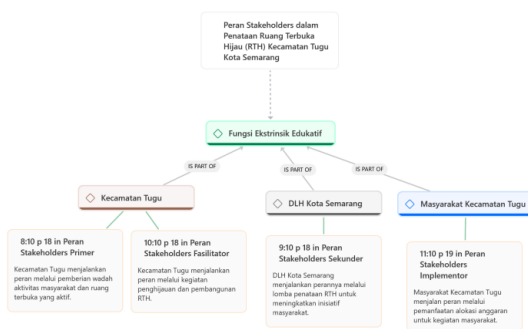 Peran Stakeholders dalam
Penataan Ruang Terbuka
Hijau (RTH) Kecamatan Tugu
Kota Semarang
Fungsi Ekstrinsik Edukatif
IS PART OF
IS PART OF
IS PART OF
Kecamatan Tugu
DLH Kota Semarang
Masyarakat Kecamatan Tugu
8:10 p 18 in Peran
Stakeholders Primer
Kecamatan Tugu menjalankan
peran melalui pemberian wadah
aktivitas masyarakat dan ruang
terbuka yang aktif.
10:10 p 18 in Peran
Stakeholders Fasilitator
Kecamatan Tugu menjalankan
peran melalui kegiatan
penghijauan dan pembangunan
RTH.
9:10 p 18 in Peran
Stakeholders Sekunder
DLH Kota Semarang
menjalankan perannya melalui
lomba penataan RTH untuk
meningkatkan inisiatif
masyarakat.
11:10 p 19 in Peran
Stakeholders
Implementor
Masyarakat Kecamatan Tugu
menjalan peran melalui
pemanfaatan alokasi anggaran
untuk kegiatan masyarakat.